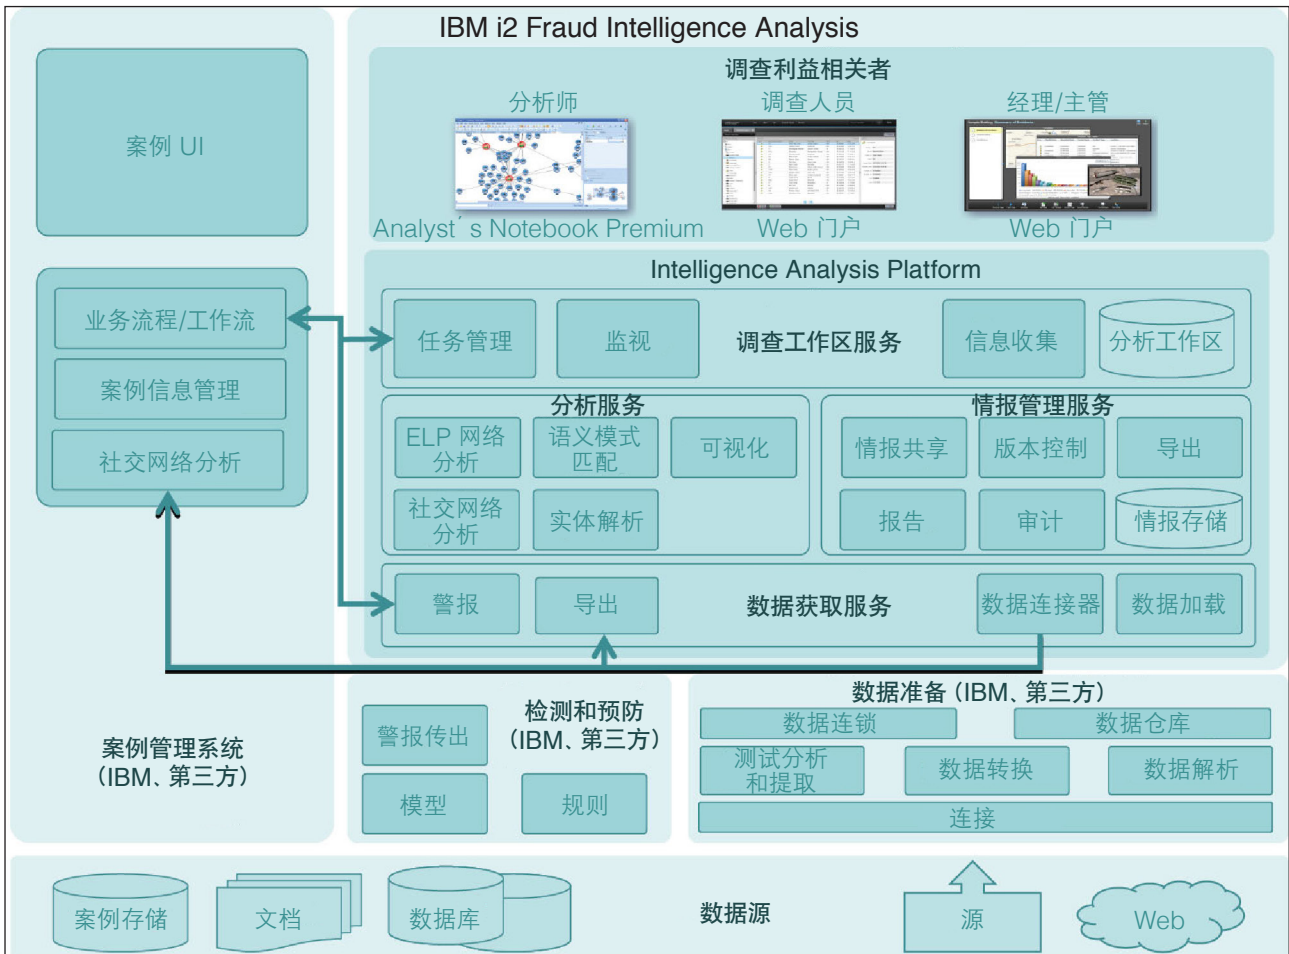 IBM i2 Fraud Intelligence Analysis
案例 UI
调查利益相关者
分析师
调查人员
经理/主管
Analyst´s Notebook Premium
Web 门户
Web 门户
Intelligence Analysis Platform
业务流程/工作流
案例信息管理
社交网络分析
任务管理
监视
调查工作区服务
信息收集
分析工作区
分析服务
ELP 网络
分析
语义模式
匹配
可视化
社交网络
分析
实体解析
情报管理服务
情报共享
版本控制
导出
报告
审计
情报存储
警报
导出
数据获取服务
数据连接器
数据加载
案例管理系统
(IBM、第三方)
警报传出
检测和预防
(IBM、第三方)
模型
规则
数据准备 (IBM、第三方)
数据连锁
数据仓库
测试分析
和提取
数据转换
数据解析
连接
案例存储
文档
数据库
数据源
源
Web